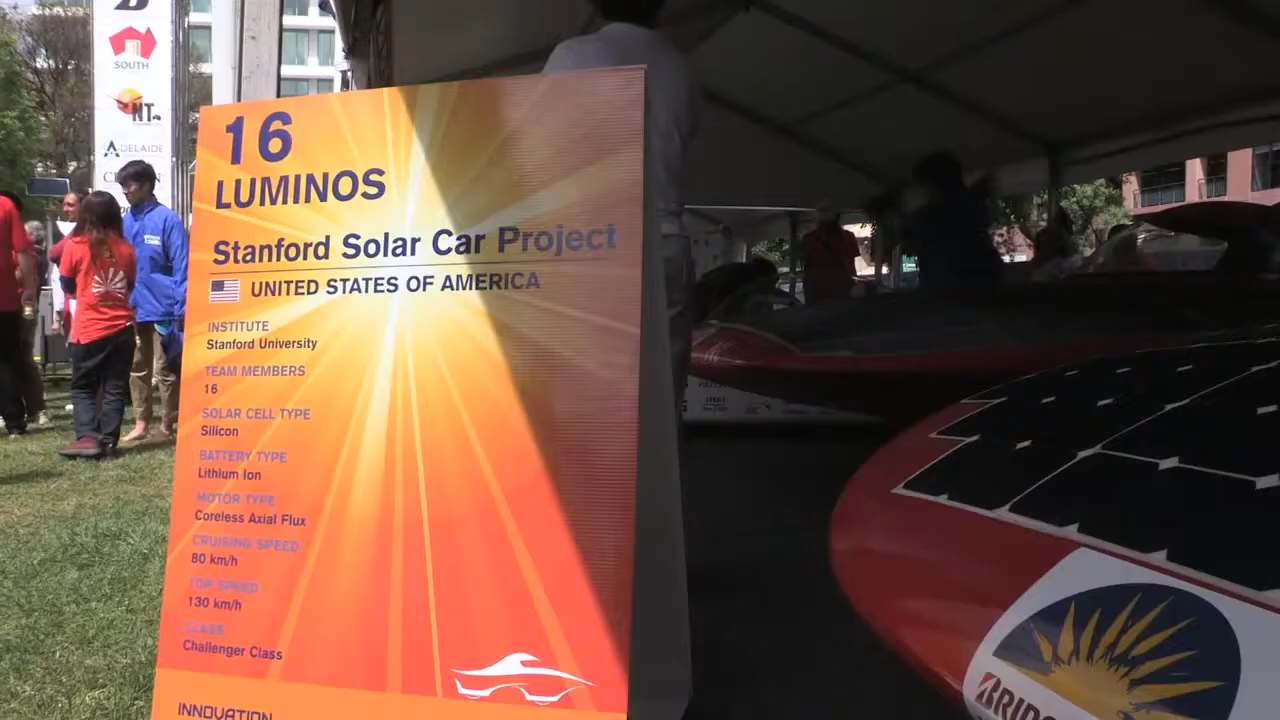 SOUTH
NT
ADELAIDE
16
LUMINOS
Stanford Solar Car Project
UNITED STATES OF AMERICA
INSTITUTE
Stanford University
TEAM MEMBERS
16
SOLAR CELL TYPE
Silicon
BATTERY TYPE
Lithium Ion
MOTOR TYPE
Coreless Axial Flux
CRUISING SPEED
80 km/h
TOP SPEED
130 km/h
CLASS
Challenger Class
INNOVATION